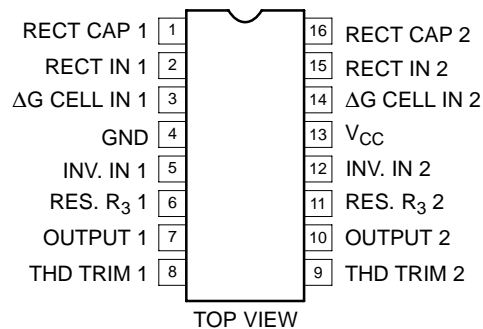 RECT CAP 1 1 16 RECT CAP 2
RECT IN 1 2 15 RECT IN 2
ΔG CELL IN 1 3 14 ΔG CELL IN 2
GND 4 13 VCC
INV. IN 1 5 12 INV. IN 2
RES. R3 1 6 11 RES. R3 2
OUTPUT 1 7 10 OUTPUT 2
THD TRIM 1 8 9 THD TRIM 2
TOP VIEW